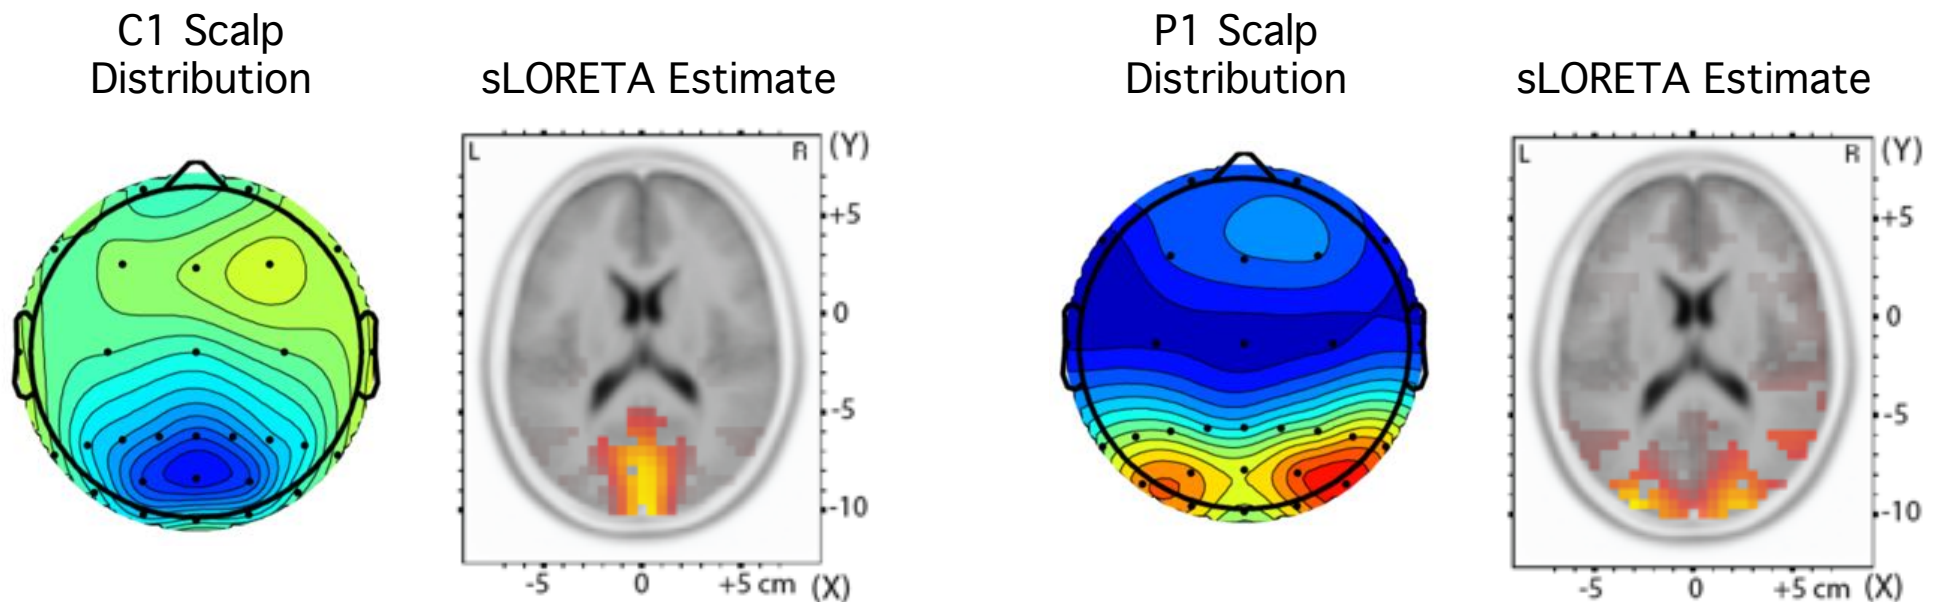 C1 Scalp
Distribution
sLORETA Estimate
P1 Scalp
Distribution
sLORETA Estimate
L
R
(Y)
+5
0
-5
-10
-5
0
+5 cm
(X)
L
R
(Y)
+5
0
-5
-10
-5
0
+5 cm
(X)